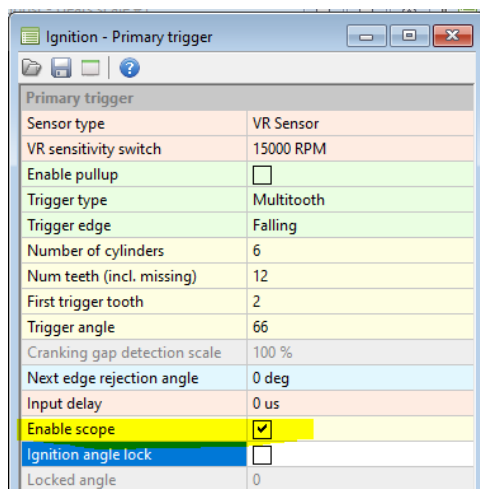 Ignition - Primary trigger
Primary trigger
Sensor type VR Sensor
VR sensitivity switch 15000 RPM
Enable pullup
Trigger type Multitooth
Trigger edge Falling
Number of cylinders 6
Num teeth (incl. missing) 12
First trigger tooth 2
Trigger angle 66
Cranking gap detection scale 100 %
Next edge rejection angle 0 deg
Input delay 0 us
Enable scope
Ignition angle lock
Locked angle 0